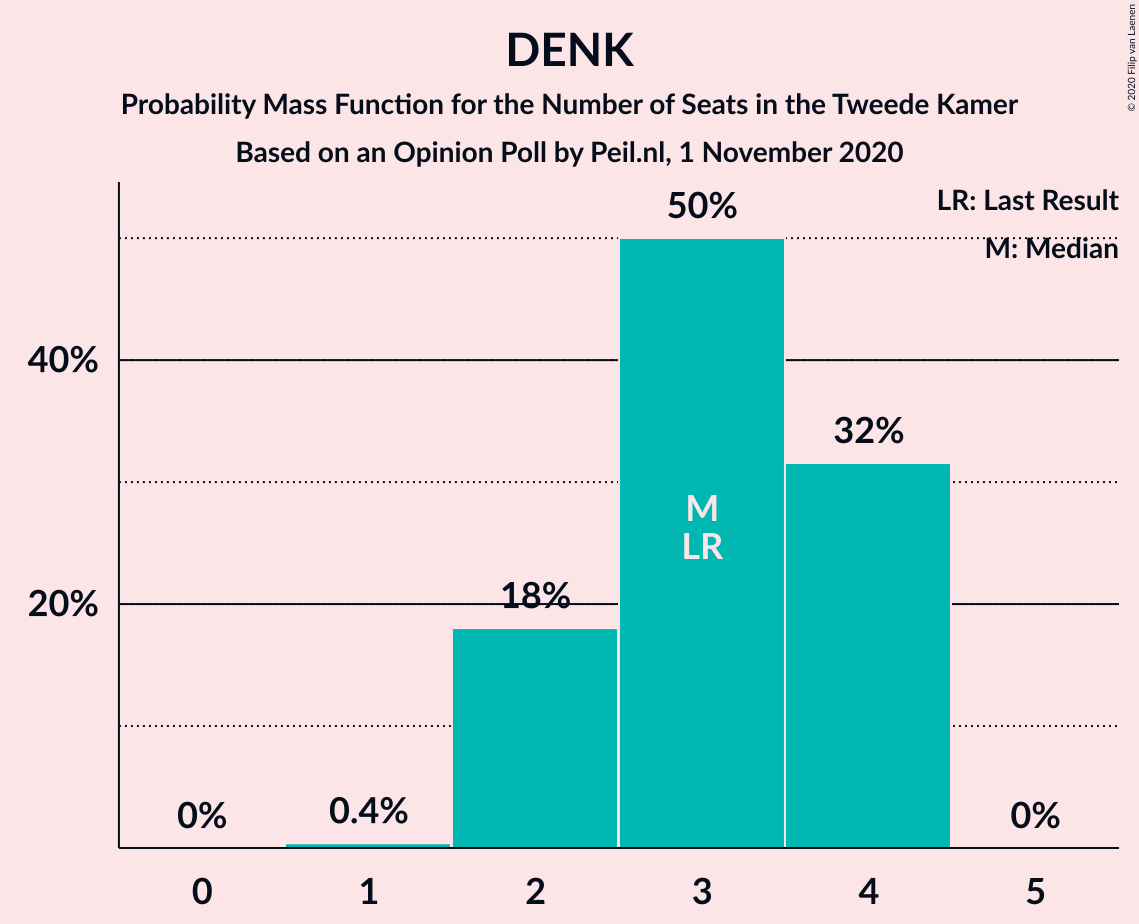 DENK
Probability Mass Function for the Number of Seats in the Tweede Kamer
Based on an Opinion Poll by Peil.nl, 1 November 2020
© 2020 Filip van Laenen
LR: Last Result
M: Median
50%
40%
32%
M
LR
20%
18%
0%
0.4%
0%
0 1 2 3 4 5